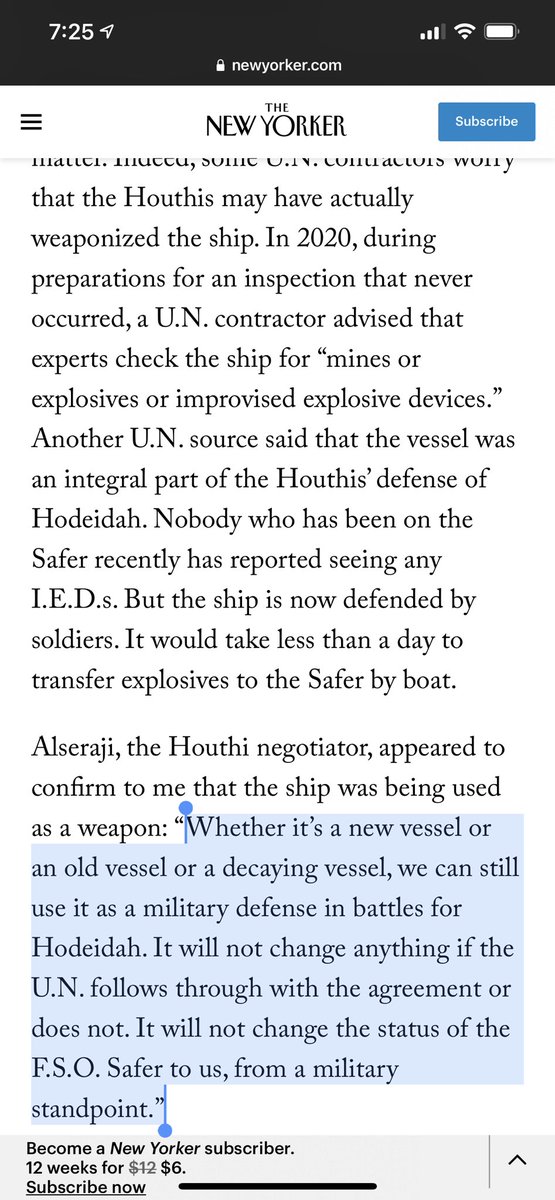 7:25
newyorker.com
THE
NEW YORKER
Subscribe
matter. Indeed, some U.N. contractors worry
that the Houthis may have actually
weaponized the ship. In 2020, during
preparations for an inspection that never
occurred, a U.N. contractor advised that
experts check the ship for “mines or
explosives or improvised explosive devices.”
Another U.N. source said that the vessel was
an integral part of the Houthis’ defense of
Hodeidah. Nobody who has been on the
Safer recently has reported seeing any
I.E.D.s. But the ship is now defended by
soldiers. It would take less than a day to
transfer explosives to the Safer by boat.
Alseraji, the Houthi negotiator, appeared to
confirm to me that the ship was being used
as a weapon: “Whether it’s a new vessel or
an old vessel or a decaying vessel, we can still
use it as a military defense in battles for
Hodeidah. It will not change anything if the
U.N. follows through with the agreement or
does not. It will not change the status of the
F.S.O. Safer to us, from a military
standpoint.”
Become a New Yorker subscriber.
12 weeks for $12 $6.
Subscribe now